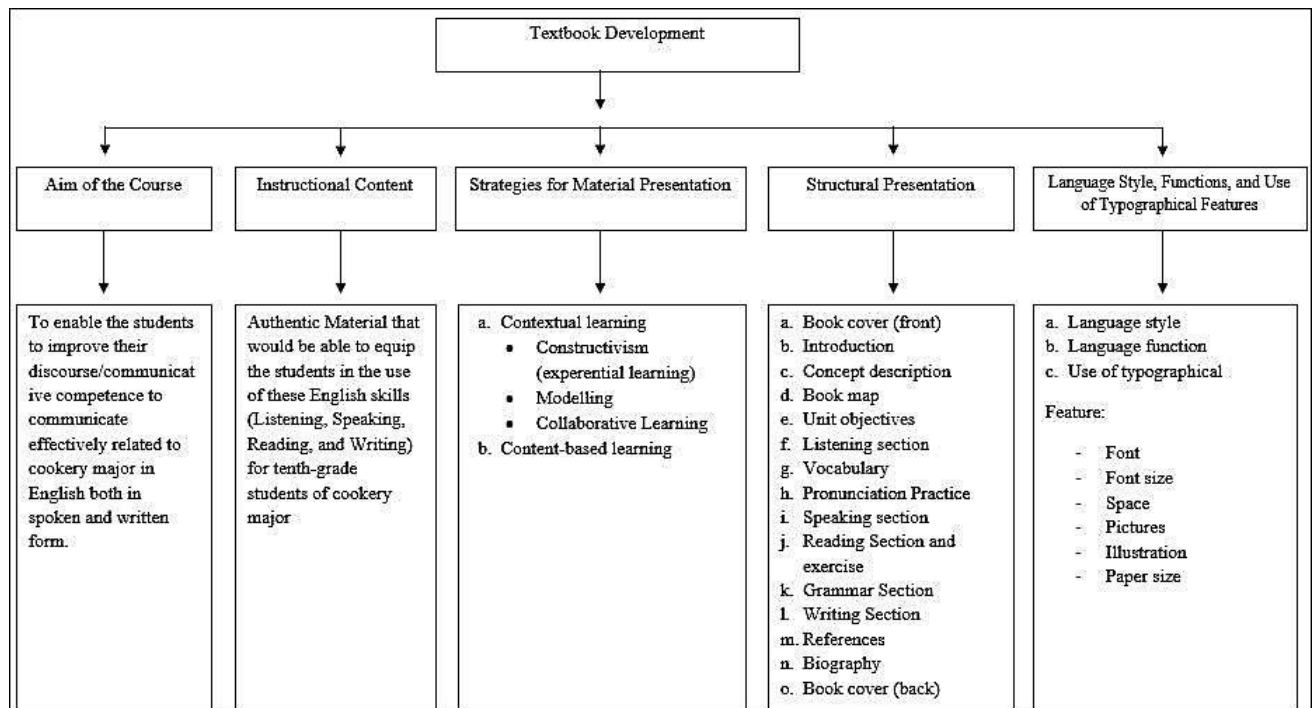 Textbook Development
Aim of the Course
Instructional Content
Strategies for Material Presentation
Structural Presentation
Language Style, Functions, and Use
of Typographical Features
To enable the students
to improve their
discourse/communicat
ive competence to
communicate
effectively related to
cookery major in
English both in
spoken and written
form.
Authentic Material that
would be able to equip
the students in the use
of these English skills
(Listening, Speaking,
Reading, and Writing)
for tenth-grade
students of cookery
major
a. Contextual learning
• Constructivism
(experential learning)
• Modelling
• Collaborative Learning
b. Content-based learning
a. Book cover (front)
b. Introduction
c. Concept description
d. Book map
e. Unit objectives
f. Listening section
g. Vocabulary
h. Pronunciation Practice
i. Speaking section
j. Reading Section and
exercise
k. Grammar Section
l. Writing Section
m. References
n. Biography
o. Book cover (back)
a. Language style
b. Language function
c. Use of typographical
Feature:
- Font
- Font size
- Space
- Pictures
- Illustration
- Paper size